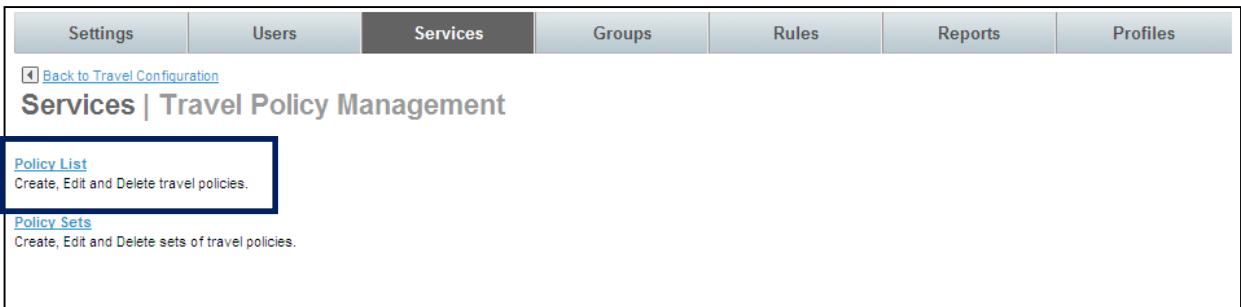 Settings Users Services Groups Rules Reports Profiles
Back to Travel Configuration
Services | Travel Policy Management
Policy List
Create, Edit and Delete travel policies.
Policy Sets
Create, Edit and Delete sets of travel policies.